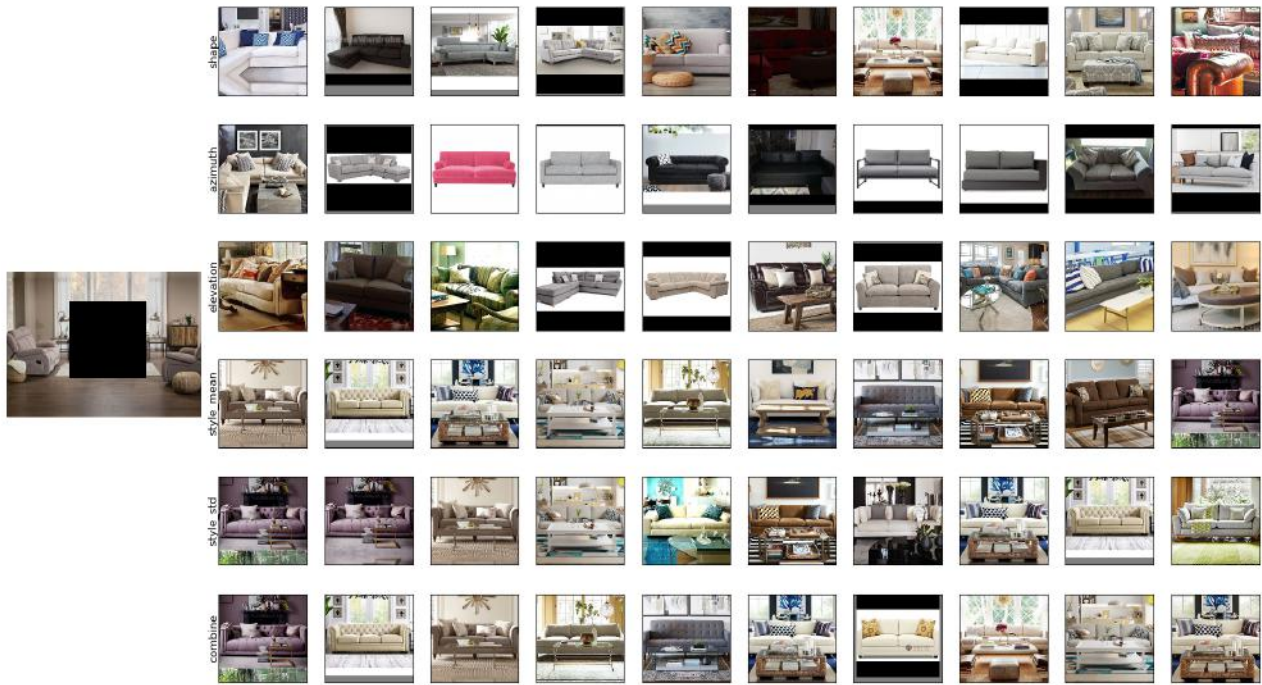 shape
azimuth
elevation
style_mean
style_std
combine